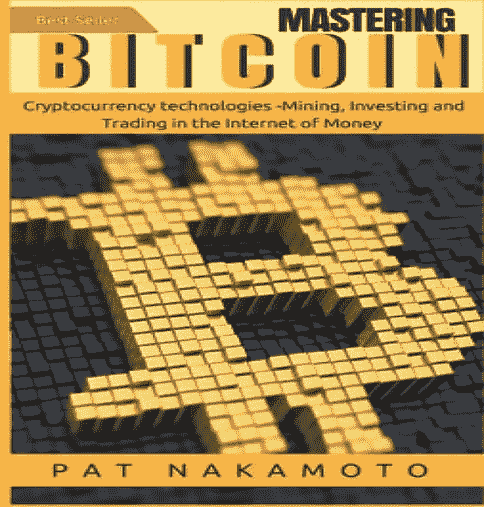 Best Seller
MASTERING
BITCOIN
Cryptocurrency technologies -Mining, Investing and
Trading in the Internet of Money
PAT NAKAMOTO